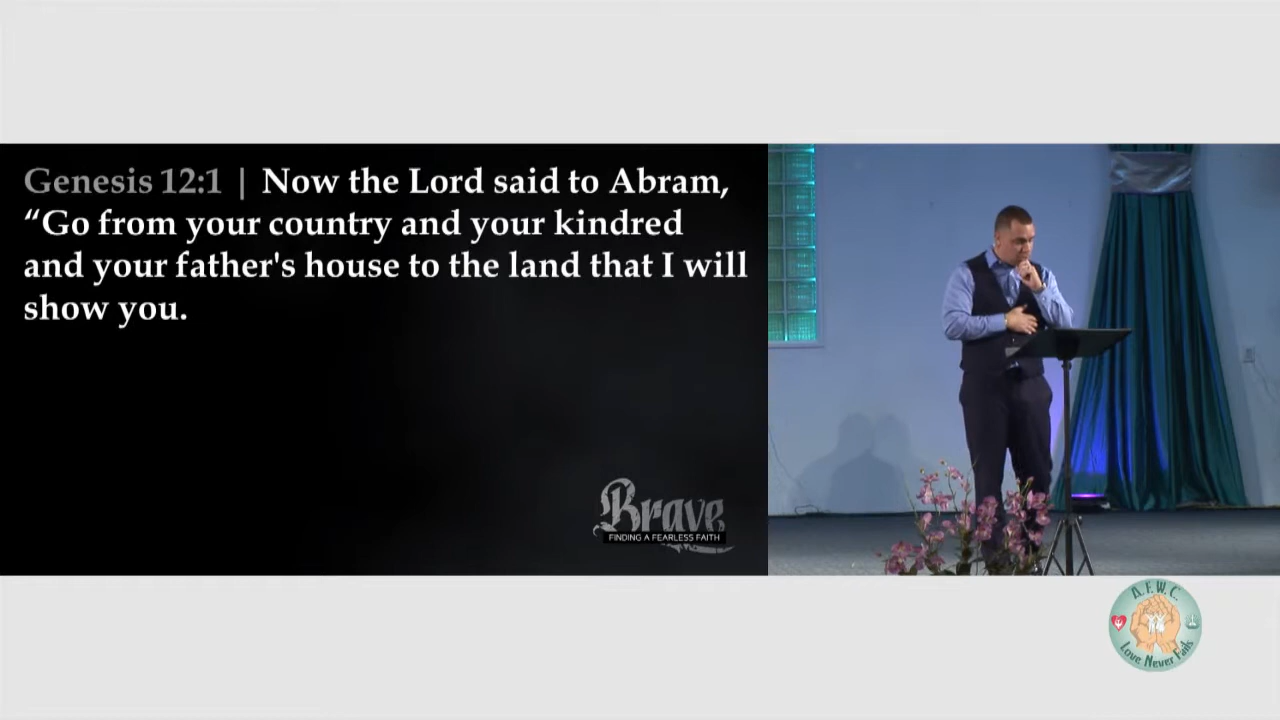 Genesis 12:1 | Now the Lord said to Abram,
“Go from your country and your kindred
and your father's house to the land that I will
show you.
Brave
FINDING A FEARLESS FAITH
A.F.W.C.
Love Never Fails